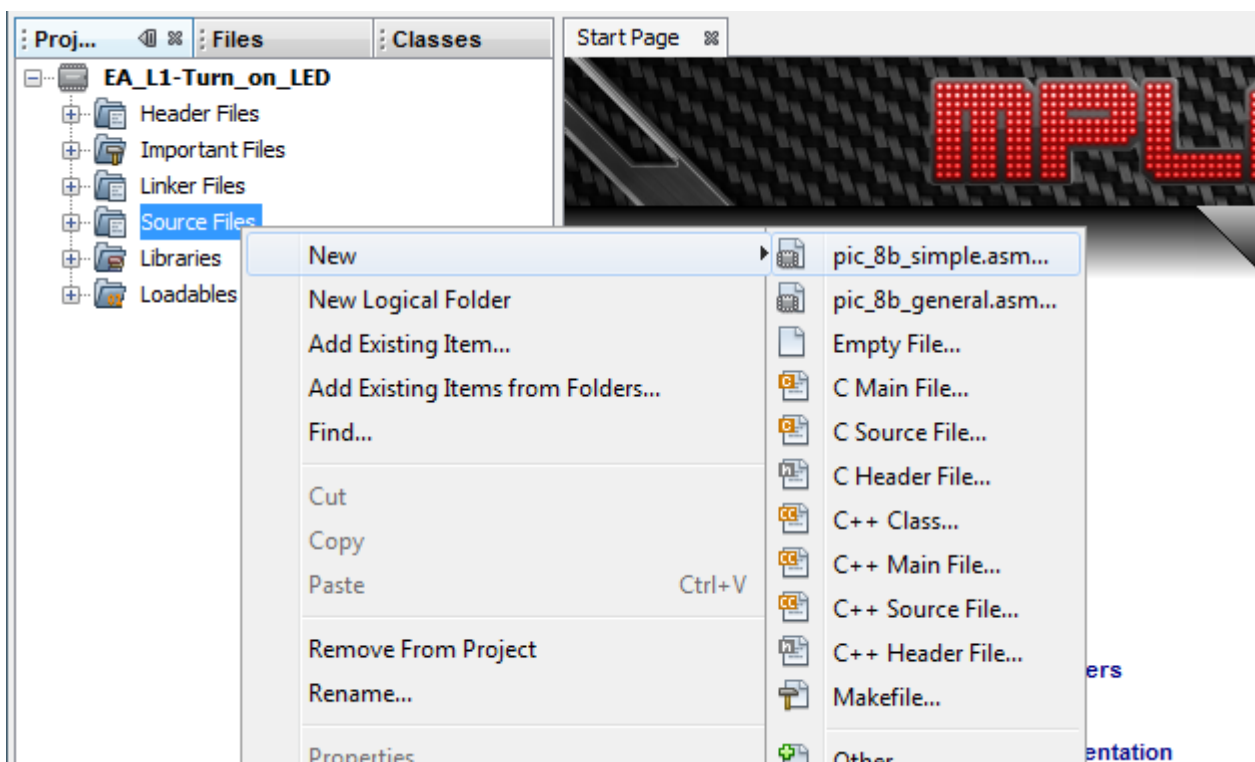 Proj...
Files
Classes
Start Page
EA_L1-Turn_on_LED
Header Files
Important Files
Linker Files
Source Files
Libraries
Loadables
MPL
New
New Logical Folder
Add Existing Item...
Add Existing Items from Folders...
Find...
Cut
Copy
Paste Ctrl+V
Remove From Project
Rename...
Properties
pic_8b_simple.asm...
pic_8b_general.asm...
Empty File...
C Main File...
C Source File...
C Header File...
C++ Class...
C++ Main File...
C++ Source File...
C++ Header File...
Makefile...
Other
ers
entation